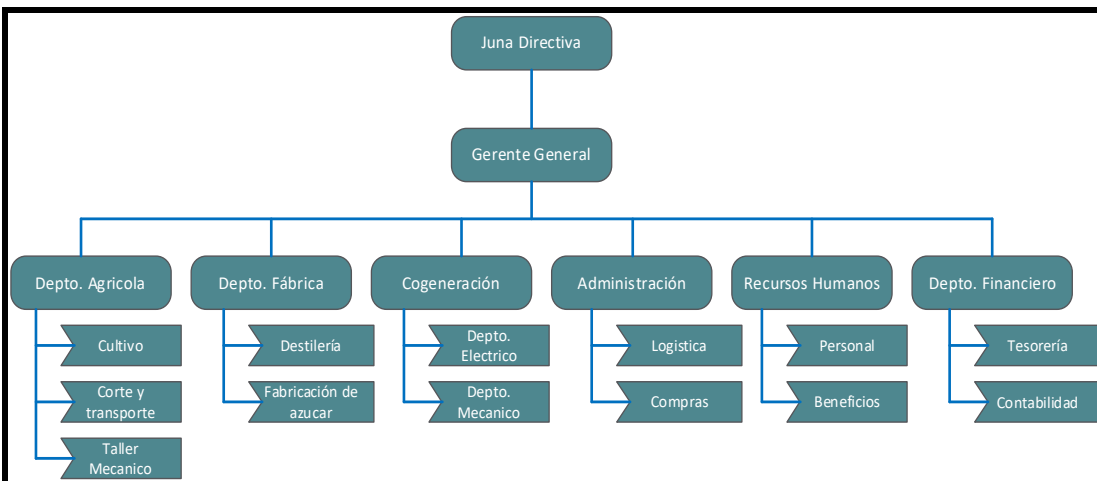 Juna Directiva
Gerente General
Depto. Agricola
Depto. Fábrica
Cogeneración
Administración
Recursos Humanos
Depto. Financiero
Cultivo
Destilería
Depto.
Electrico
Logistica
Personal
Tesorería
Corte y
transporte
Fabricación de
azucar
Depto.
Mecanico
Compras
Beneficios
Contabilidad
Taller
Mecanico